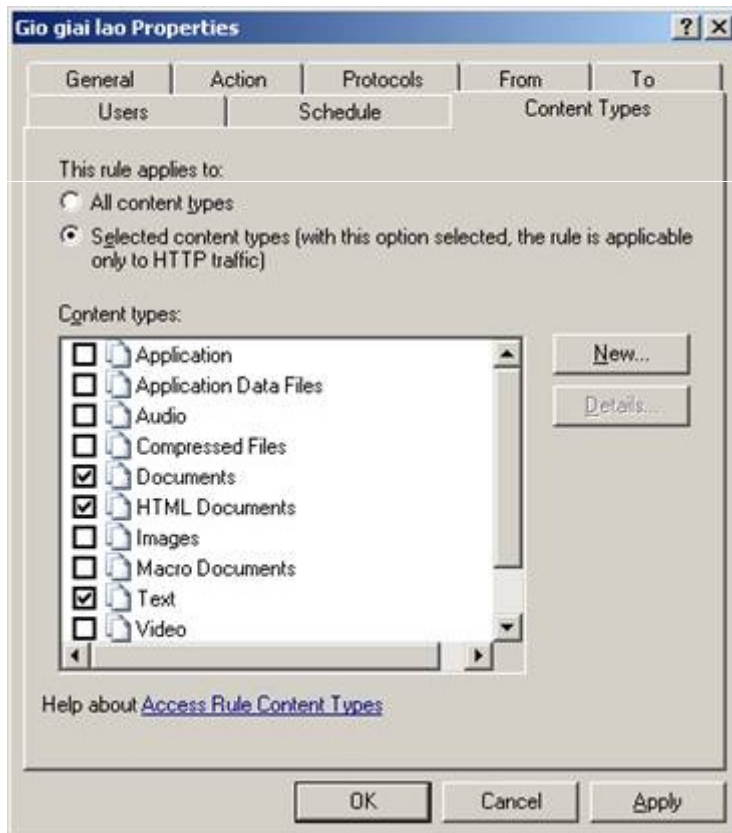 Gio giai lao Properties
General Action Protocols From To
Users Schedule Content Types
This rule applies to:
All content types
Selected content types (with this option selected, the rule is applicable
only to HTTP traffic)
Content types:
Application
Application Data Files
Audio
Compressed Files
Documents
HTML Documents
Images
Macro Documents
Text
Video
New...
Details...
Help about Access Rule Content Types
OK Cancel Apply